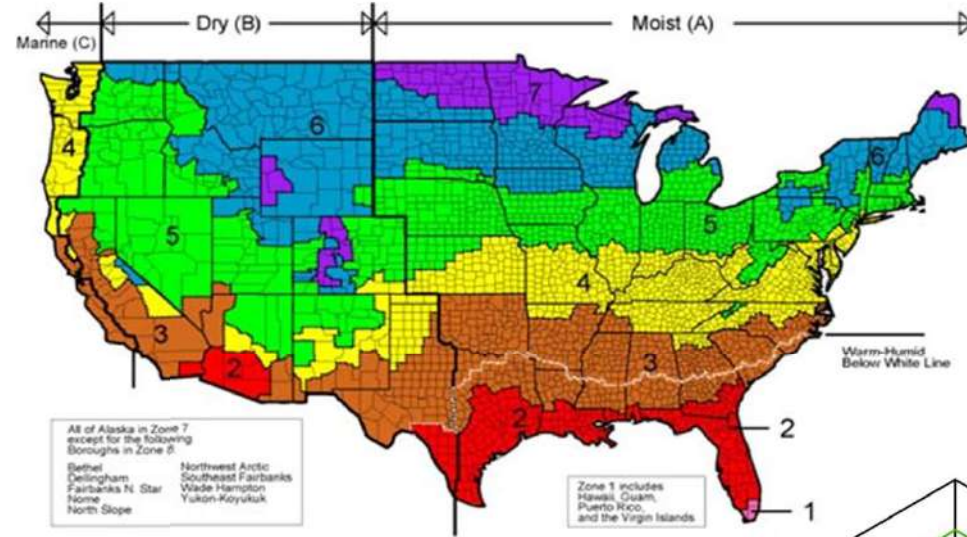 Marine (C)
Dry (B)
Moist (A)
7
6
6
4
5
5
4
3
3
2
2
Warm-Humid
Below White Line
2
1
All of Alaska in Zone 7
except for the following
Boroughs in Zone 8:
Bethel
Dellingham
Fairbanks N. Star
Nome
North Slope
Northwest Arctic
Southeast Fairbanks
Wade Hampton
Yukon-Koyukuk
Zone 1 includes
Hawaii, Guam,
Puerto Rico,
and the Virgin Islands